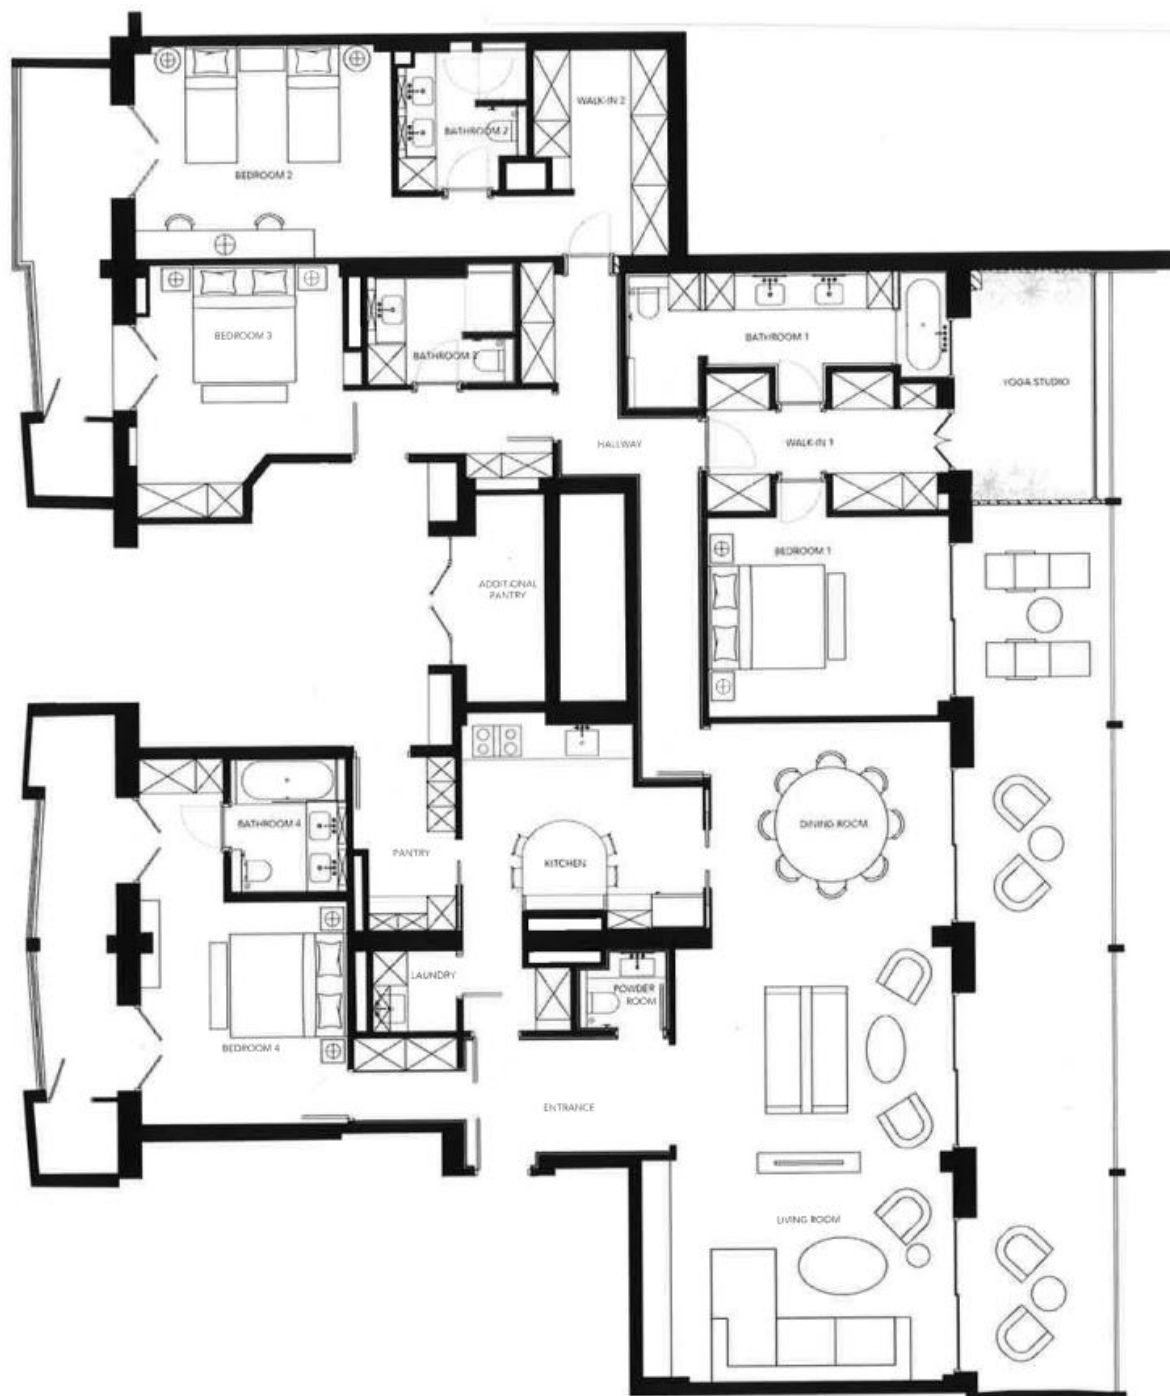 WALK-IN 2
BATHROOM 2
BEDROOM 2
BEDROOM 3
BATHROOM 3
BATHROOM 1
YOGA STUDIO
HALLWAY
WALK-IN 1
BEDROOM 1
ADDITIONAL
PANTRY
DINING ROOM
BATHROOM 4
PANTRY
KITCHEN
LAUNDRY
POWDER
ROOM
BEDROOM 4
ENTRANCE
LIVING ROOM